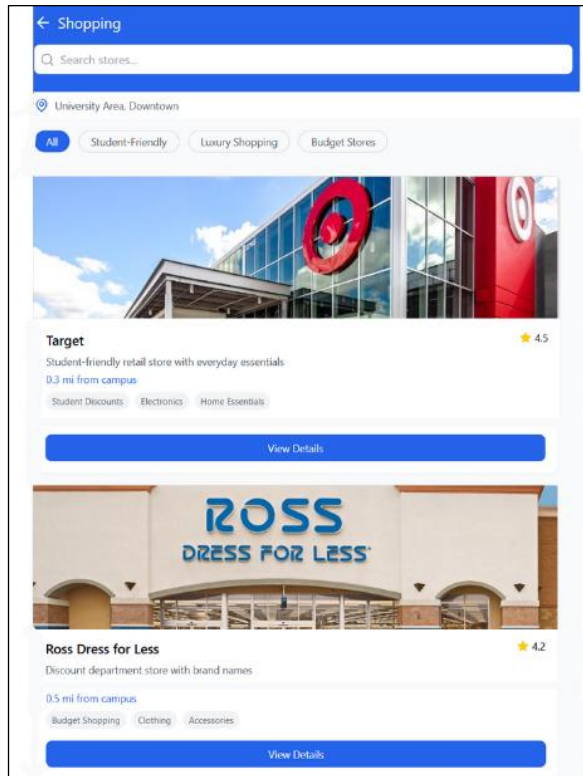 Shopping
Search stores...
University Area, Downtown
All Student-Friendly Luxury Shopping Budget Stores
Target 4.5
Student-friendly retail store with everyday essentials
0.3 mi from campus
Student Discounts Electronics Home Essentials
View Details
ROSS
DRESS FOR LESS
Ross Dress for Less 4.2
Discount department store with brand names
0.5 mi from campus
Budget Shopping Clothing Accessories
View Details